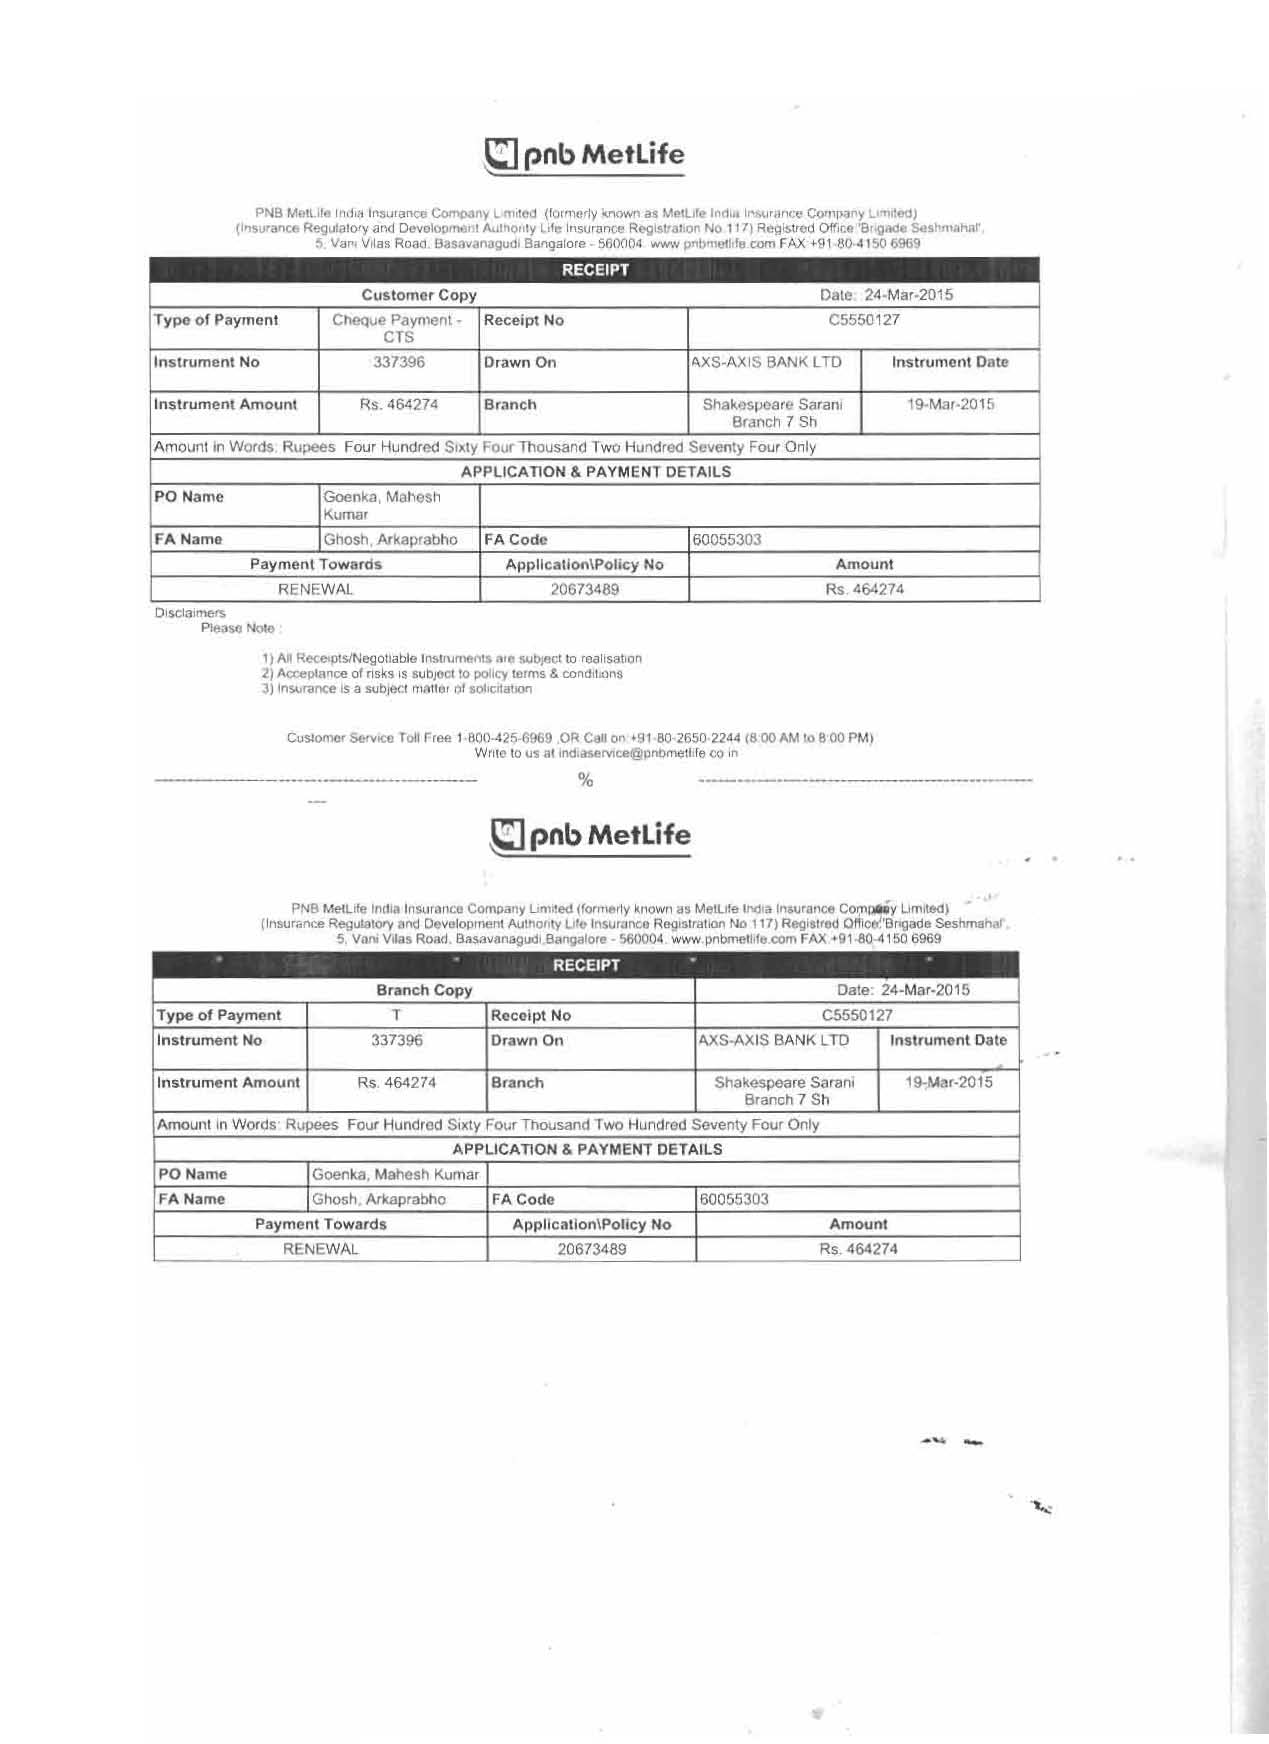 pnb MetLife
PNB MetLife India Insurance Company Limited (formerly known as MetLife India Insurance Company Limited)
(Insurance Regulatory and Development Authority Life Insurance Registration No.117) Registred Office:'Brigade Seshmahal',
5, Vani Vilas Road, Basavanagudi Bangalore - 560004. www.pnbmetlife.com FAX +91-80-4150 6969
RECEIPT
Customer Copy Date: 24-Mar-2015
Type of Payment Cheque Payment - Receipt No C5550127
CTS
Instrument No 337396 Drawn On AXS-AXIS BANK LTD Instrument Date
Instrument Amount Rs. 464274 Branch Shakespeare Sarani 19-Mar-2015
Branch 7 Sh
Amount in Words: Rupees Four Hundred Sixty Four Thousand Two Hundred Seventy Four Only
APPLICATION & PAYMENT DETAILS
PO Name Goenka, Mahesh
Kumar
FA Name Ghosh, Arkaprabho FA Code 60055303
Payment Towards Application\Policy No Amount
RENEWAL 20673489 Rs. 464274
Disclaimers
Please Note :
1) All Receipts/Negotiable Instruments are subject to realisation
2) Acceptance of risks is subject to policy terms & conditions
3) Insurance is a subject matter of solicitation
Customer Service Toll Free 1-800-425-6969 ,OR Call on:+91-80-2650-2244 (8:00 AM to 8:00 PM)
Write to us at indiaservice@pnbmetlife.co.in
%
pnb MetLife
PNB MetLife India Insurance Company Limited (formerly known as MetLife India Insurance Company Limited)
(Insurance Regulatory and Development Authority Life Insurance Registration No.117) Registred Office:'Brigade Seshmahal',
5, Vani Vilas Road, Basavanagudi,Bangalore - 560004. www.pnbmetlife.com FAX +91-80-4150 6969
RECEIPT
Branch Copy Date: 24-Mar-2015
Type of Payment T Receipt No C5550127
Instrument No 337396 Drawn On AXS-AXIS BANK LTD Instrument Date
Instrument Amount Rs. 464274 Branch Shakespeare Sarani 19-Mar-2015
Branch 7 Sh
Amount in Words: Rupees Four Hundred Sixty Four Thousand Two Hundred Seventy Four Only
APPLICATION & PAYMENT DETAILS
PO Name Goenka, Mahesh Kumar
FA Name Ghosh, Arkaprabho FA Code 60055303
Payment Towards Application\Policy No Amount
RENEWAL 20673489 Rs. 464274